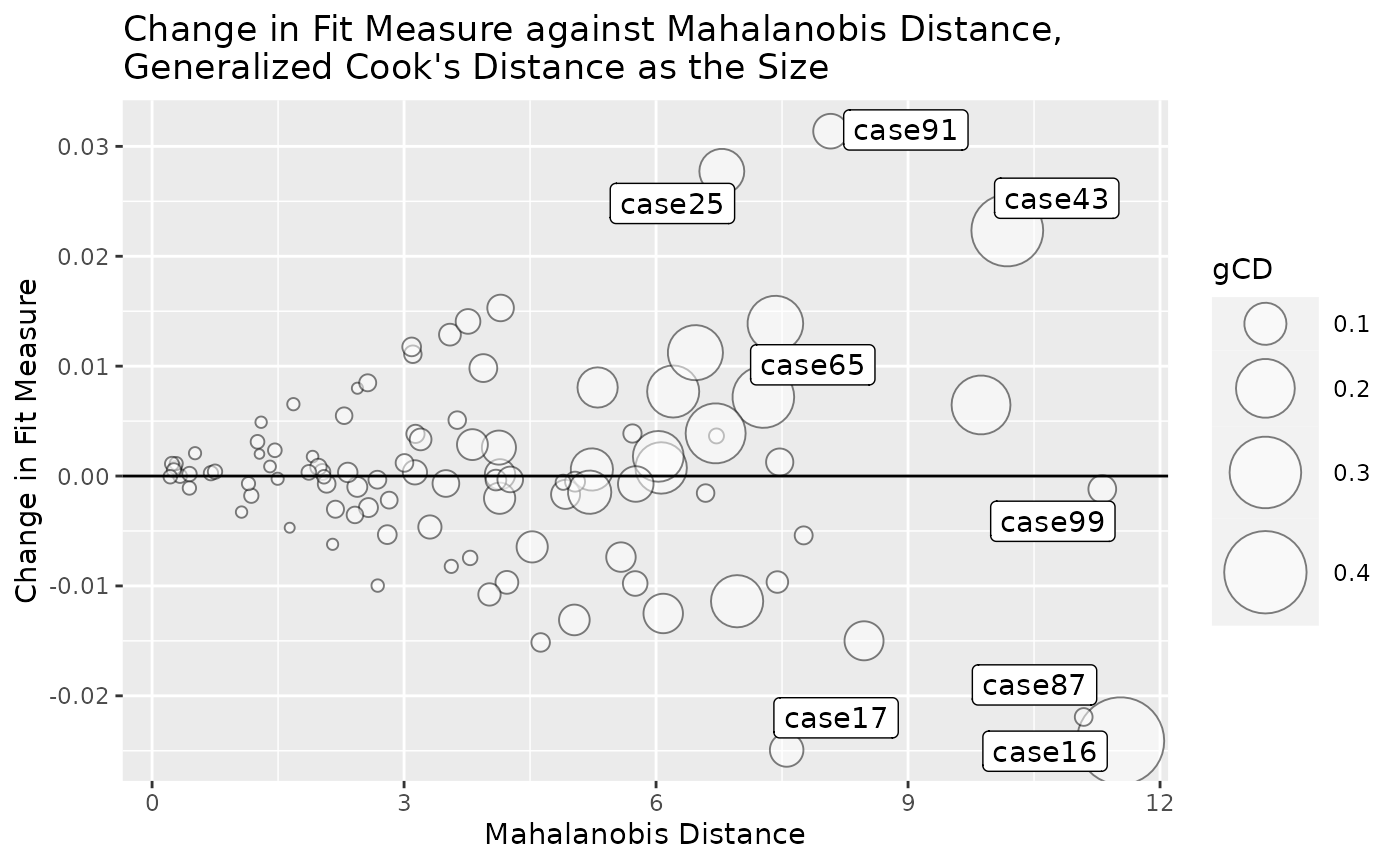 Change in Fit Measure against Mahalanobis Distance,
Generalized Cook's Distance as the Size
Change in Fit Measure
0.03
0.02
0.01
0.00
-0.01
-0.02
case91
case25
case43
case65
case99
case87
case17
case16
0
3
6
9
12
Mahalanobis Distance
gCD
0.1
0.2
0.3
0.4